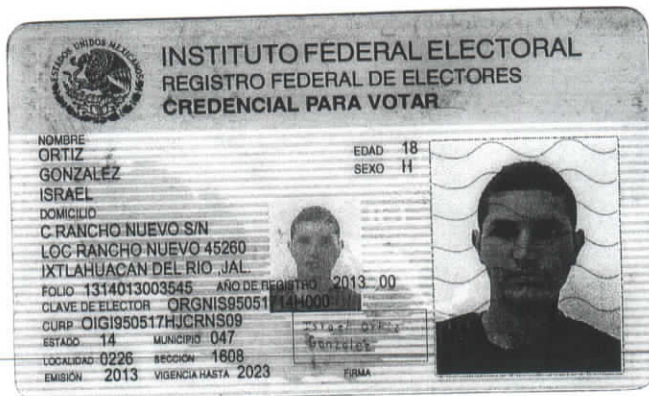 ESTADOS UNIDOS MEXICANOS
INSTITUTO FEDERAL ELECTORAL
REGISTRO FEDERAL DE ELECTORES
CREDENCIAL PARA VOTAR
NOMBRE
ORTIZ
GONZALEZ
ISRAEL
EDAD 18
SEXO H
DOMICILIO
C RANCHO NUEVO S/N
LOC RANCHO NUEVO 45260
IXTLAHUACAN DEL RIO ,JAL.
FOLIO 1314013003545 AÑO DE REGISTRO 2013 00
CLAVE DE ELECTOR ORGNIS95051714H000
CURP OIGI950517HJCRNS09
ESTADO 14 MUNICIPIO 047
LOCALIDAD 0226 SECCIÓN 1608
EMISIÓN 2013 VIGENCIA HASTA 2023
Israel Ortiz
Gonzalez
FIRMA